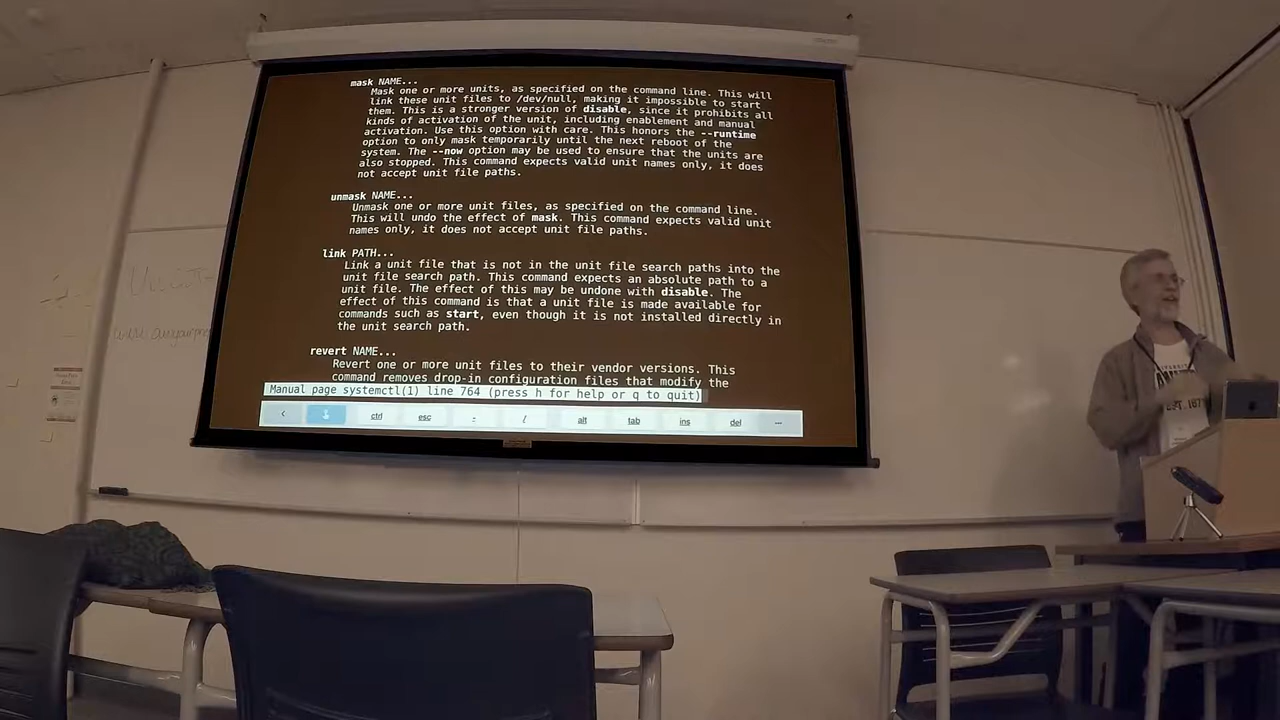 mask NAME...
Mask one or more units, as specified on the command line. This will
link these unit files to /dev/null, making it impossible to start
them. This is a stronger version of disable, since it prohibits all
kinds of activation of the unit, including enablement and manual
activation. Use this option with care. This honors the --runtime
option to only mask temporarily until the next reboot of the
system. The --now option may be used to ensure that the units are
also stopped. This command expects valid unit names only, it does
not accept unit file paths.
unmask NAME...
Unmask one or more unit files, as specified on the command line.
This will undo the effect of mask. This command expects valid unit
names only, it does not accept unit file paths.
link PATH...
Link a unit file that is not in the unit file search paths into the
unit file search path. This command expects an absolute path to a
unit file. The effect of this may be undone with disable. The
effect of this command is that a unit file is made available for
commands such as start, even though it is not installed directly in
the unit search path.
revert NAME...
Revert one or more unit files to their vendor versions. This
command removes drop-in configuration files that modify the
Manual page systemctl(1) line 764 (press h for help or q to quit)
ctrl esc - / alt tab ins del